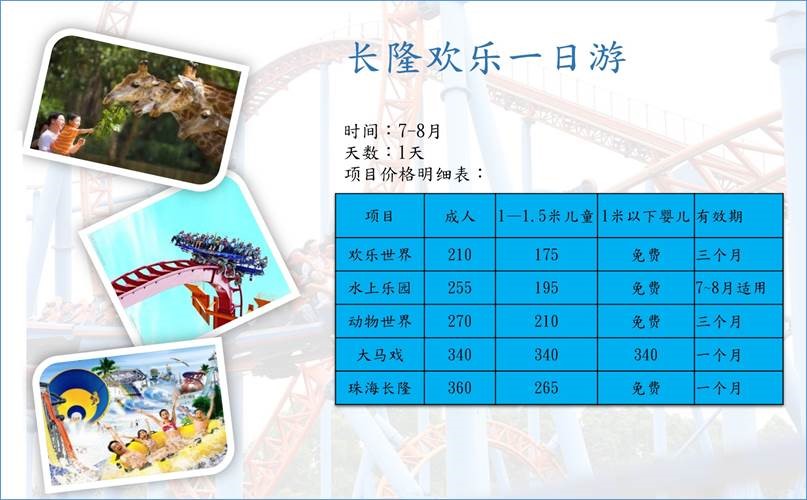 长隆欢乐一日游
时间：7-8月
天数：1天
项目价格明细表：
项目 成人 1—1.5米儿童 1米以下婴儿 有效期
欢乐世界 210 175 免费 三个月
水上乐园 255 195 免费 7~8月适用
动物世界 270 210 免费 三个月
大马戏 340 340 340 一个月
珠海长隆 360 265 免费 一个月